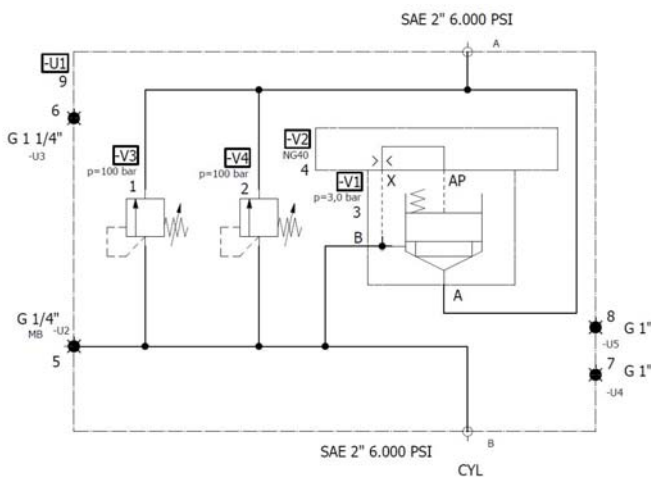 SAE 2" 6.000 PSI
A
-U1
9
6
G 1 1/4"
-U3
-V3
p=100 bar
1
-V4
p=100 bar
2
-V2
NG40
4
X
AP
-V1
p=3,0 bar
3
B
A
G 1/4"
MB -U2
5
8
G 1"
-U5
7
G 1"
-U4
B
SAE 2" 6.000 PSI
CYL